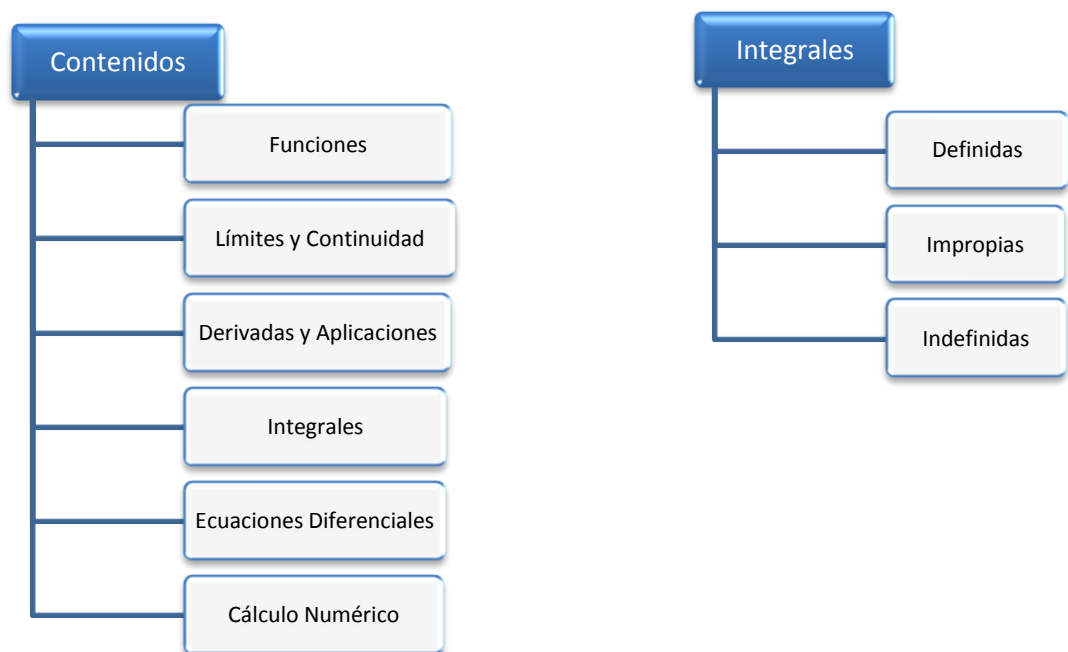 Contenidos
Funciones
Límites y Continuidad
Derivadas y Aplicaciones
Integrales
Ecuaciones Diferenciales
Cálculo Numérico
Integrales
Definidas
Impropias
Indefinidas